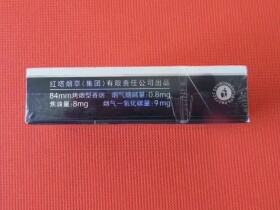 红塔烟草(集团)有限责任公司出品
84mm烤烟型香烟 烟气烟碱量:0.8mg
焦油量:8mg 烟气一氧化碳量:9mg